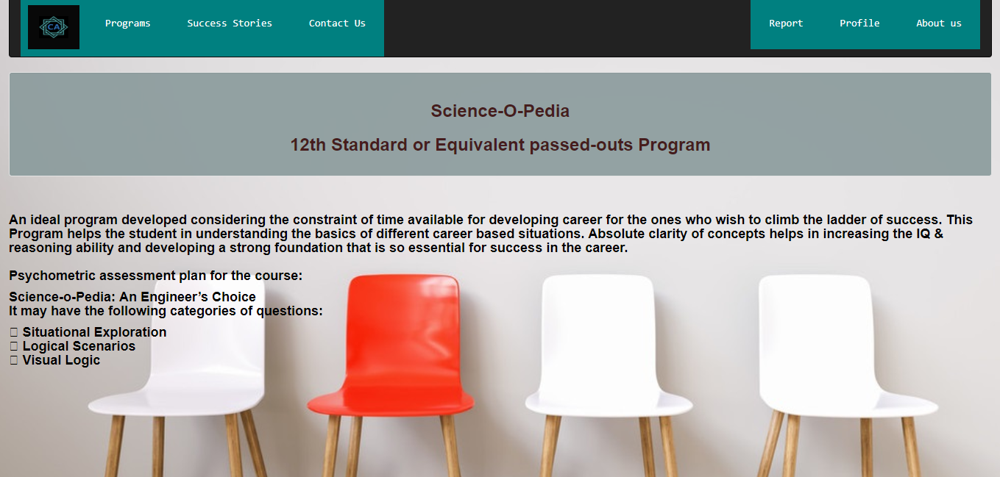 CA
Programs Success Stories Contact Us Report Profile About us
Science-O-Pedia
12th Standard or Equivalent passed-outs Program
An ideal program developed considering the constraint of time available for developing career for the ones who wish to climb the ladder of success. This
Program helps the student in understanding the basics of different career based situations. Absolute clarity of concepts helps in increasing the IQ &
reasoning ability and developing a strong foundation that is so essential for success in the career.
Psychometric assessment plan for the course:
Science-o-Pedia: An Engineer’s Choice
It may have the following categories of questions:
 Situational Exploration
 Logical Scenarios
 Visual Logic